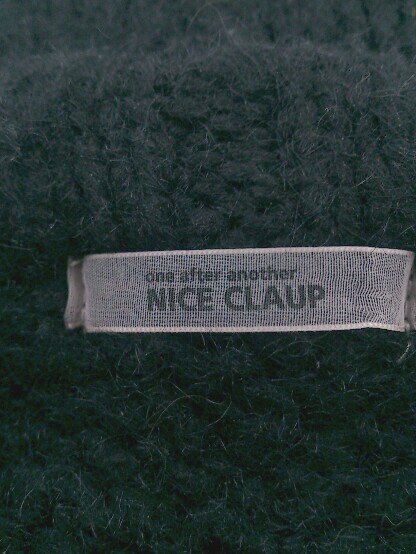 one after another
NICE CLAUP